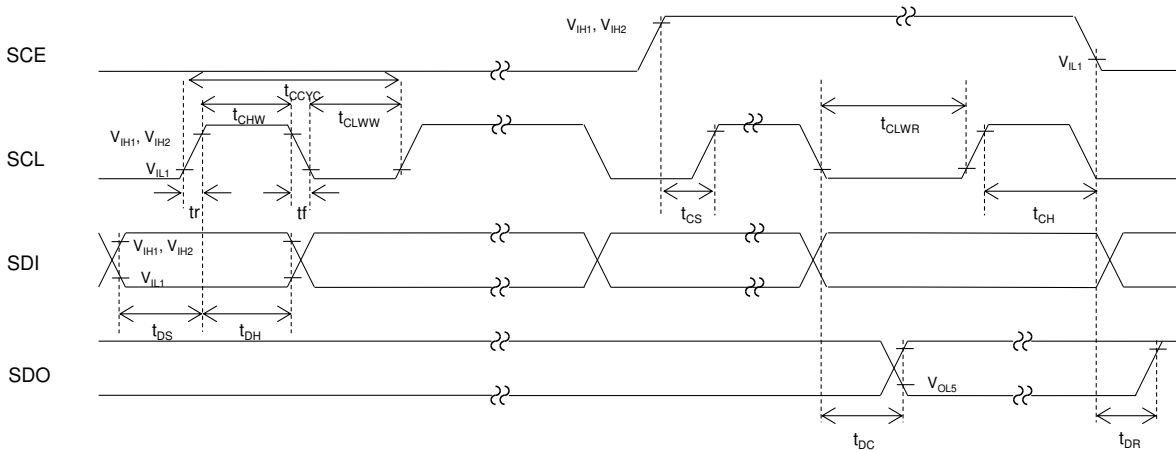 VIH1, VIH2
SCE
VIL1
tCCYC
tCHW
tCLWW
tCLWR
VIH1, VIH2
SCL
VIL1
tr
tf
tCS
tCH
VIH1, VIH2
SDI
VIL1
tDS
tDH
SDO
VOL5
tDC
tDR